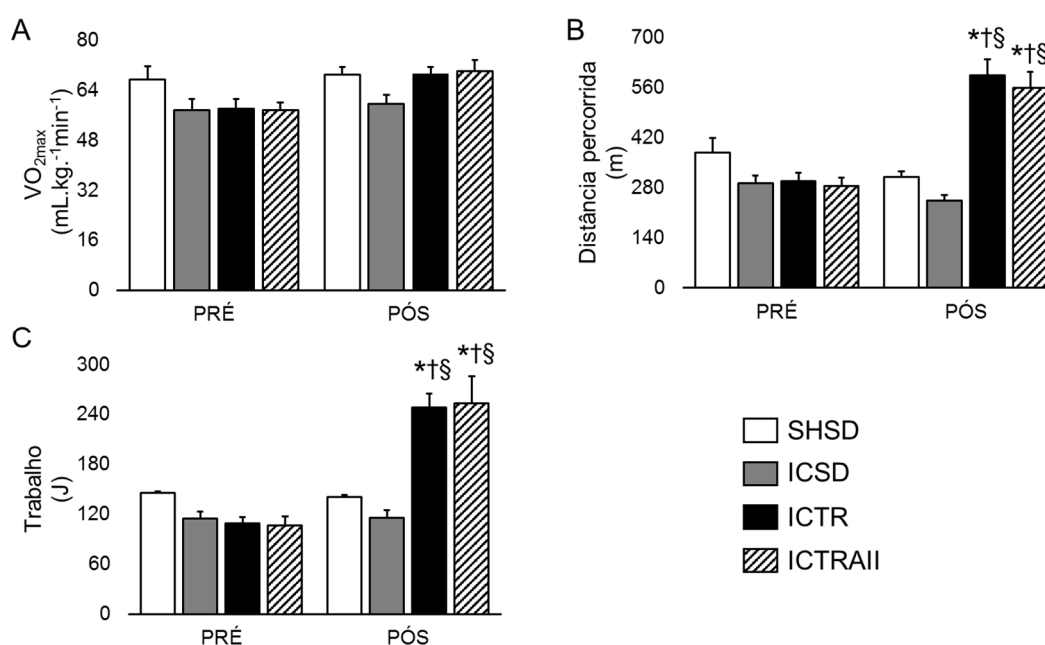 A
80
64
48
32
16
0
VO2max
(mL.kg.-1min-1)
PRÉ
PÓS
B
700
560
420
280
140
0
Distância percorrida
(m)
*†§
*†§
PRÉ
PÓS
C
300
240
180
120
60
0
Trabalho
(J)
*†§
*†§
PRÉ
PÓS
SHSD
ICSD
ICTR
ICTRAII